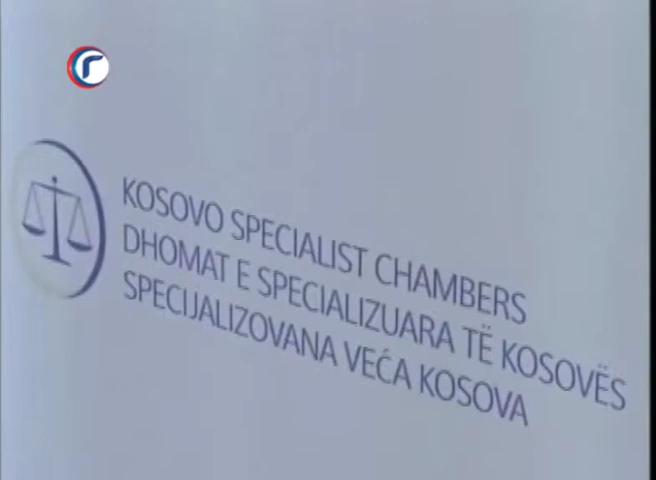 KOSOVO SPECIALIST CHAMBERS
DHOMAT E SPECIALIZUARA TË KOSOVËS
SPECIJALIZOVANA VEĆA KOSOVA